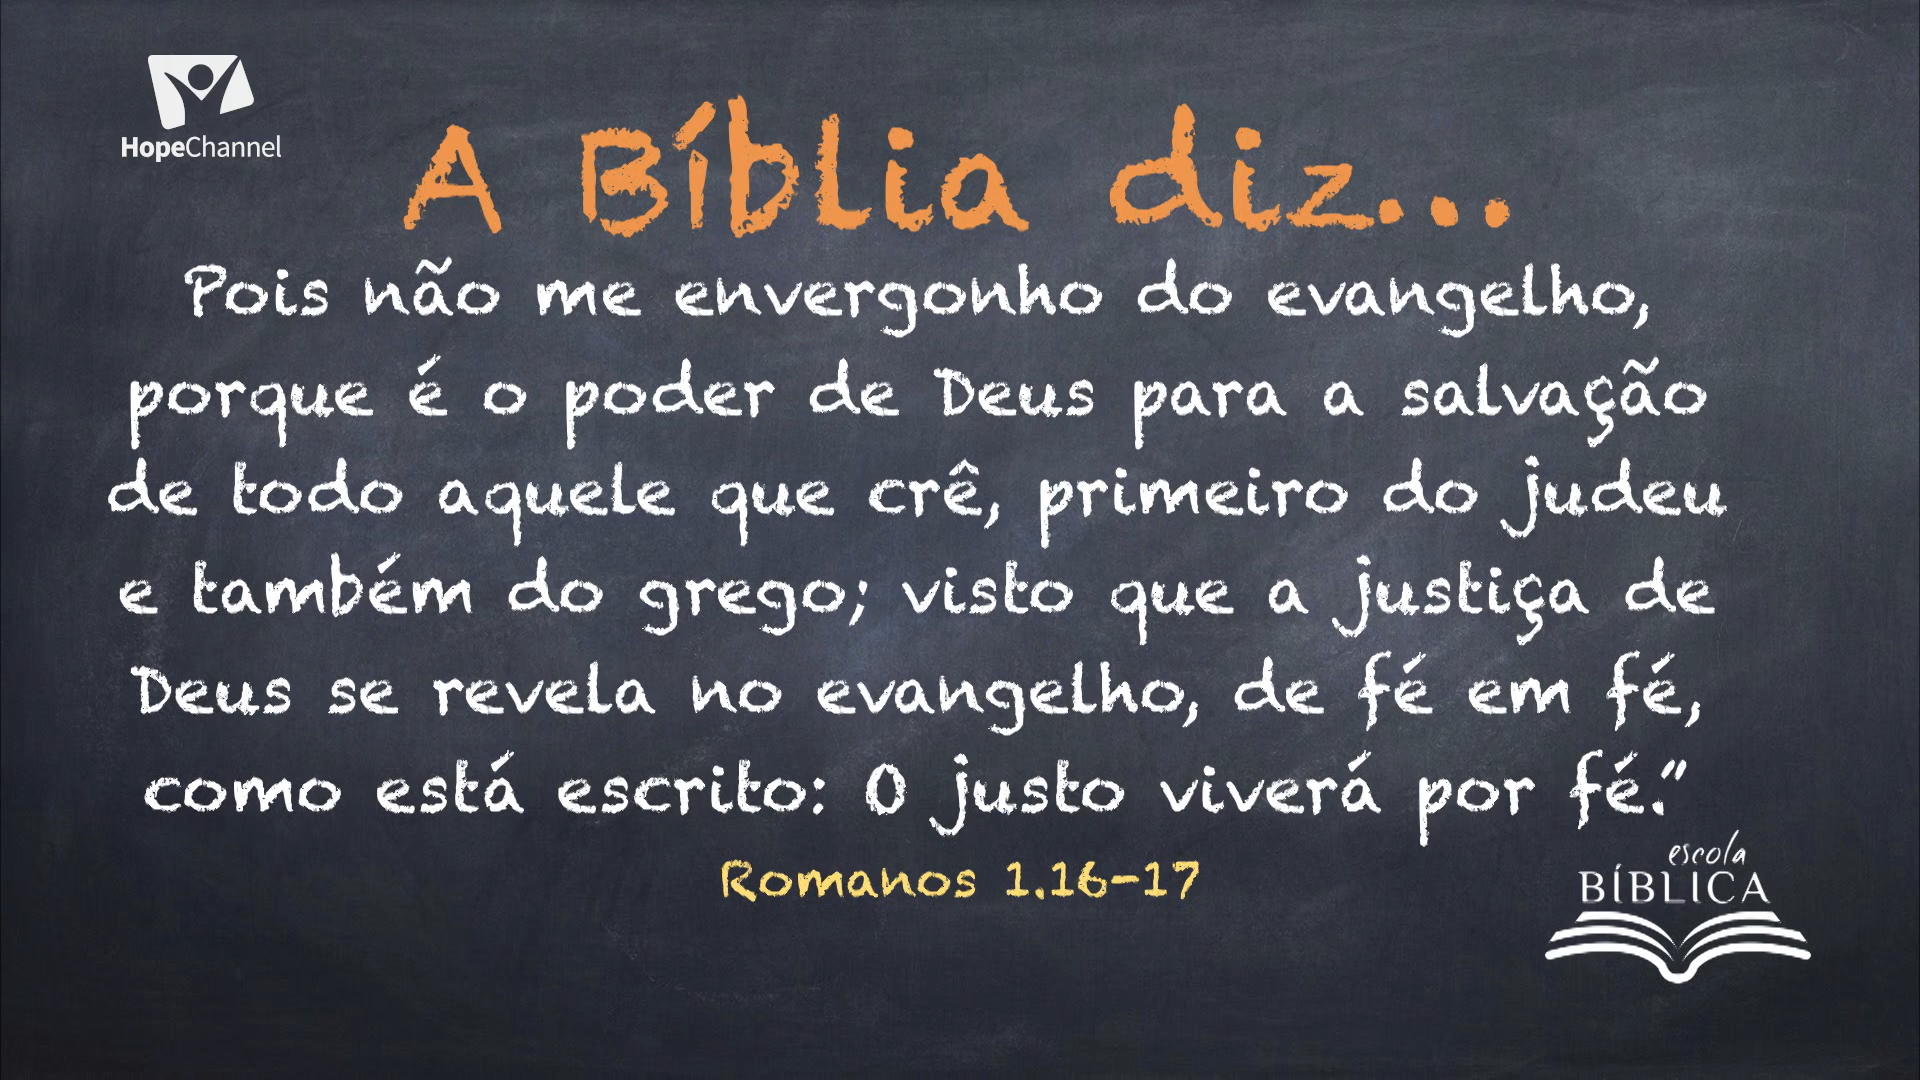 HopeChannel
A Bíblia diz...
Pois não me envergonho do evangelho,
porque é o poder de Deus para a salvação
de todo aquele que crê, primeiro do judeu
e também do grego; visto que a justiça de
Deus se revela no evangelho, de fé em fé,
como está escrito: O justo viverá por fé.”
Romanos 1.16-17
escola
BÍBLICA